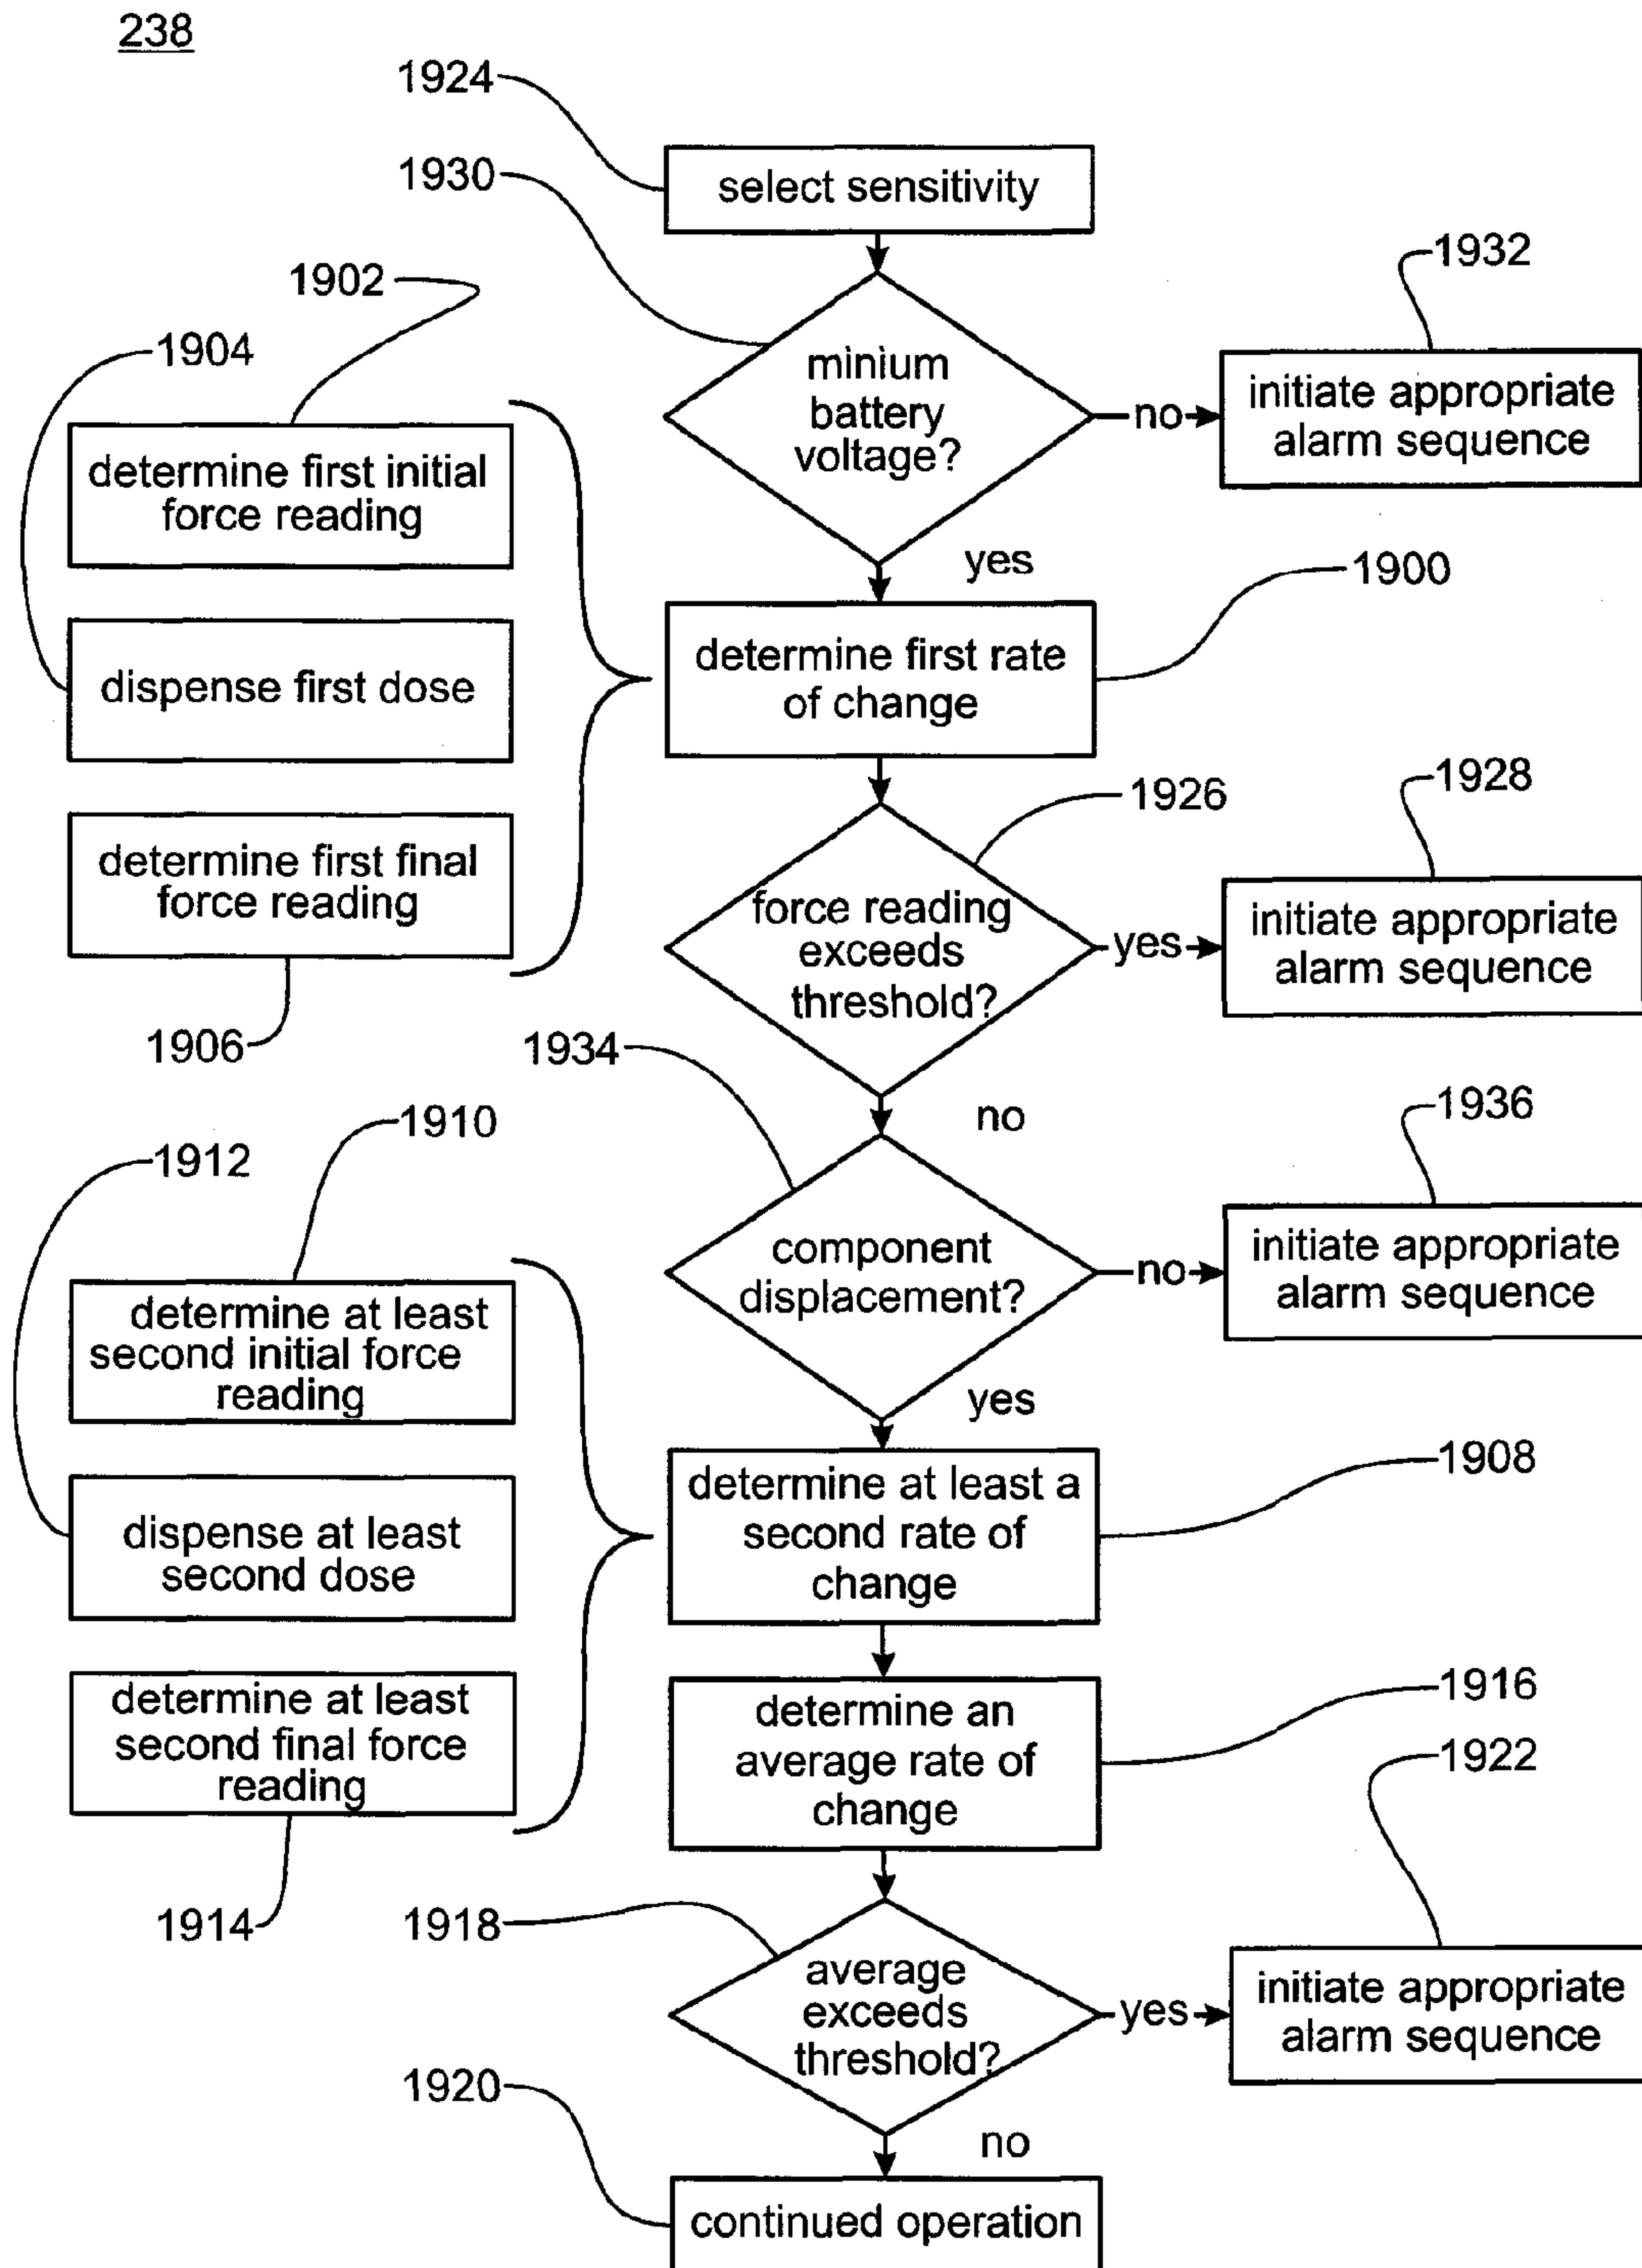 238
1924
select sensitivity
1930
1902
1932
1904
minium
battery
voltage?
no
initiate appropriate
alarm sequence
determine first initial
force reading
yes
1900
dispense first dose
determine first rate
of change
1928
1926
determine first final
force reading
force reading
exceeds
threshold?
yes
initiate appropriate
alarm sequence
1906
1934
no
1910
1936
1912
component
displacement?
no
initiate appropriate
alarm sequence
determine at least
second initial force
reading
yes
1908
determine at least a
second rate of
change
dispense at least
second dose
1916
determine at least
second final force
reading
determine an
average rate of
change
1922
1914
1918
average
exceeds
threshold?
yes
initiate appropriate
alarm sequence
1920
no
continued operation